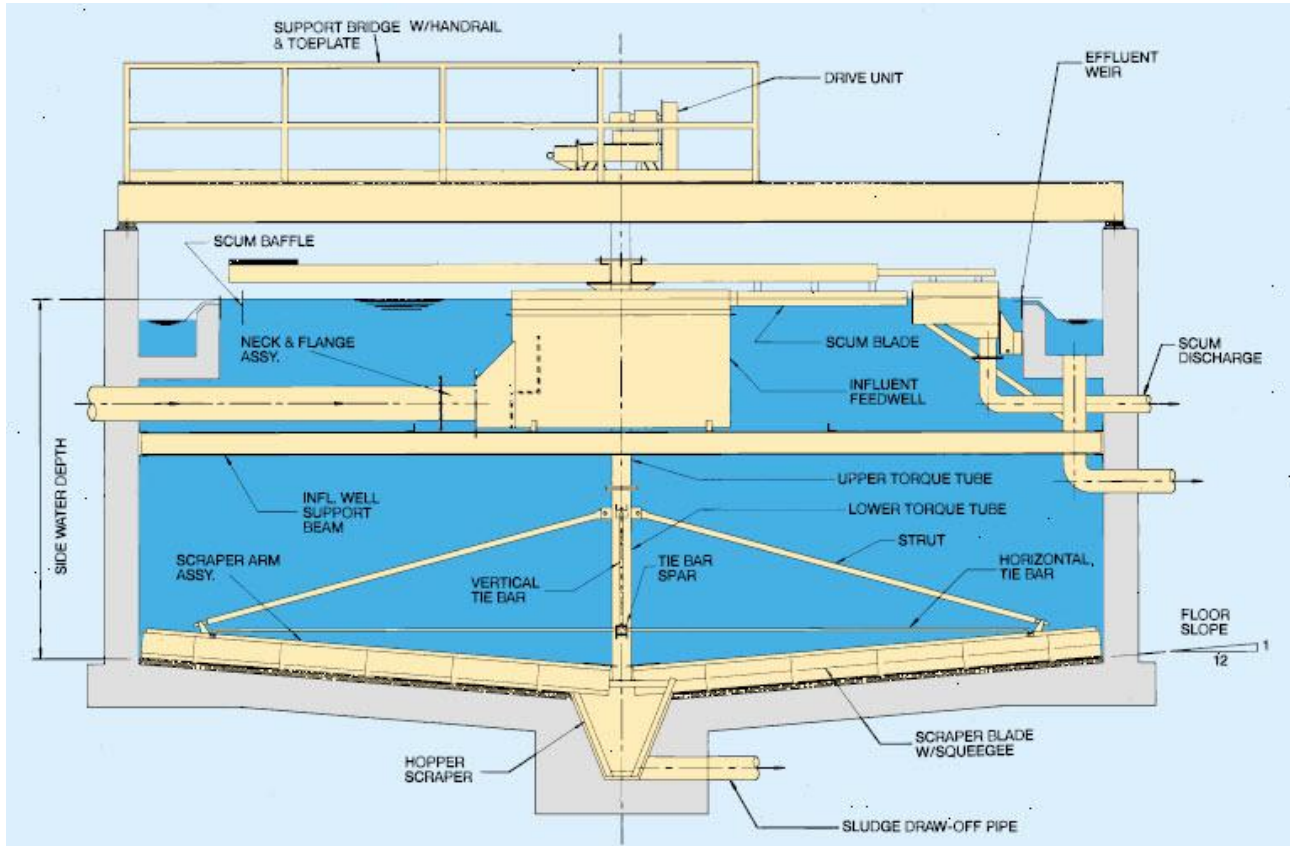 SUPPORT BRIDGE W/HANDRAIL
& TOEPLATE
DRIVE UNIT
EFFLUENT
WEIR
SCUM BAFFLE
NECK & FLANGE
ASSY.
SCUM BLADE
SCUM
DISCHARGE
INFLUENT
FEEDWELL
SIDE WATER DEPTH
INFL. WELL
SUPPORT
BEAM
UPPER TORQUE TUBE
LOWER TORQUE TUBE
STRUT
SCRAPER ARM
ASSY.
VERTICAL
TIE BAR
TIE BAR
SPAR
HORIZONTAL
TIE BAR
FLOOR
SLOPE
1
12
HOPPER
SCRAPER
SCRAPER BLADE
W/SQUEEGEE
SLUDGE DRAW-OFF PIPE